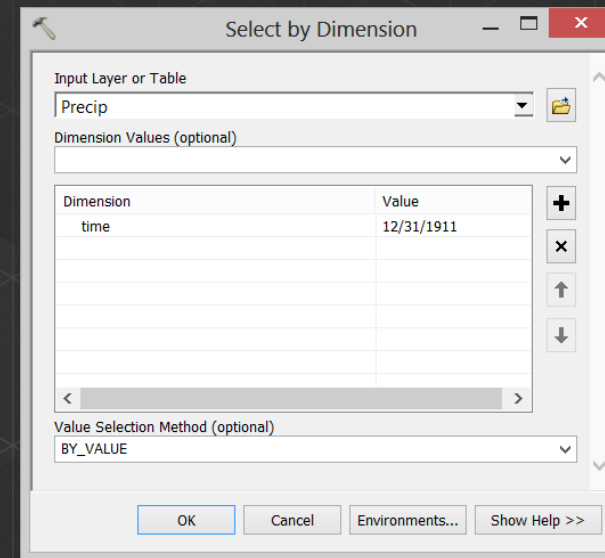 Select by Dimension
Input Layer or Table
Precip
Dimension Values (optional)
Dimension Value
time 12/31/1911
Value Selection Method (optional)
BY_VALUE
OK Cancel Environments... Show Help >>